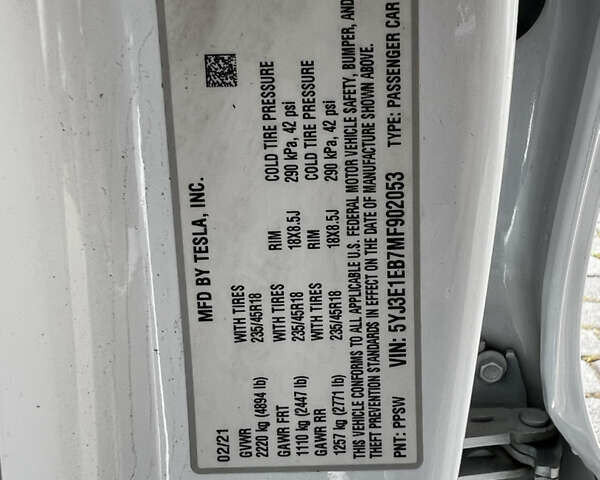 02/21 MFD BY TESLA, INC.
GVWR WITH TIRES RIM COLD TIRE PRESSURE
2220 kg (4894 lb) 235/45R18 18X8.5J 290 kPa, 42 psi
GAWR FRT WITH TIRES RIM COLD TIRE PRESSURE
1110 kg (2447 lb) 235/45R18 18X8.5J 290 kPa, 42 psi
GAWR RR
1257 kg (2771 lb)
THIS VEHICLE CONFORMS TO ALL APPLICABLE U.S. FEDERAL MOTOR VEHICLE SAFETY, BUMPER, AND
THEFT PREVENTION STANDARDS IN EFFECT ON THE DATE OF MANUFACTURE SHOWN ABOVE.
PNT: PPSW VIN: 5YJ3E1EB7MF902053 TYPE: PASSENGER CAR